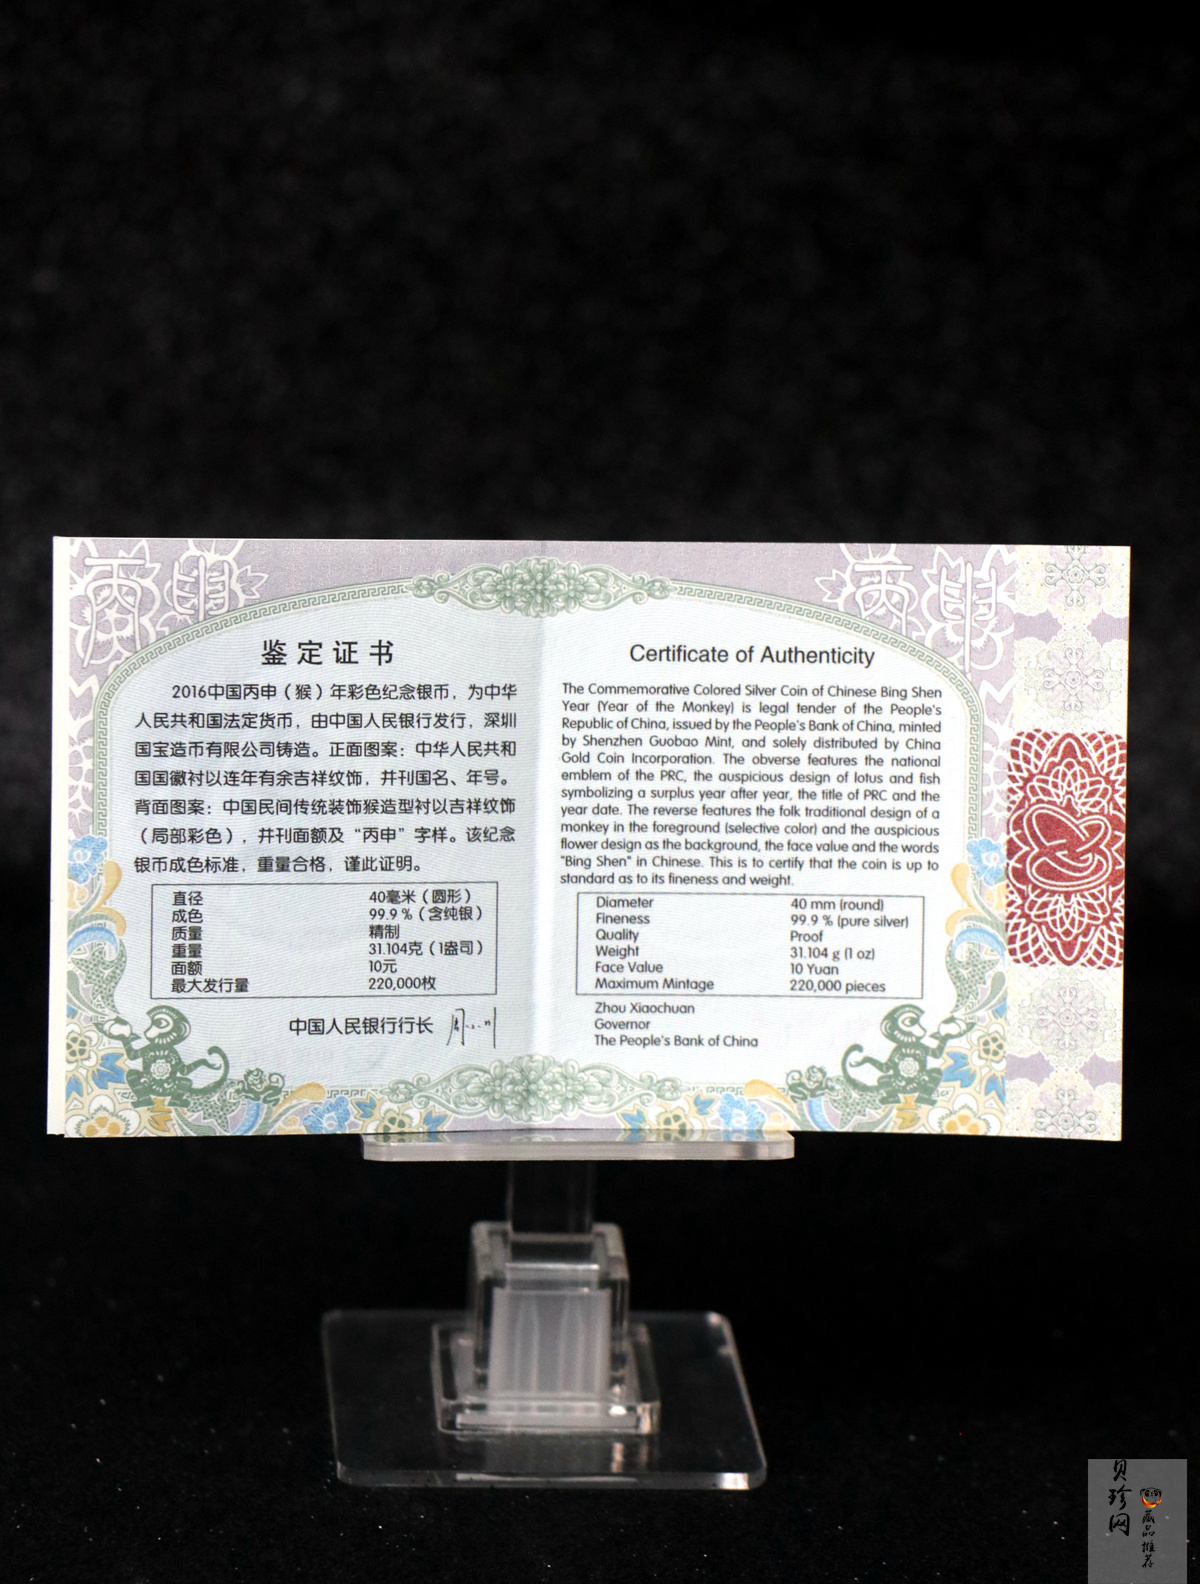 丙申
丙申
鉴定证书
2016中国丙申(猴)年彩色纪念银币，为中华
人民共和国法定货币，由中国人民银行发行，深圳
国宝造币有限公司铸造。正面图案：中华人民共和
国国徽衬以连年有余吉祥纹饰，并刊国名、年号。
背面图案：中国民间传统装饰猴造型衬以吉祥纹饰
(局部彩色)，并刊面额及“丙申”字样。该纪念
银币成色标准，重量合格，谨此证明。
直径 40毫米(圆形)
成色 99.9%(含纯银)
质量 精制
重量 31.104克(1盎司)
面额 10元
最大发行量 220,000枚
中国人民银行行长
Certificate of Authenticity
The Commemorative Colored Silver Coin of Chinese Bing Shen
Year (Year of the Monkey) is legal tender of the People's
Republic of China, issued by the People's Bank of China, minted
by Shenzhen Guobao Mint, and solely distributed by China
Gold Coin Incorporation. The obverse features the national
emblem of the PRC, the auspicious design of lotus and fish
symbolizing a surplus year after year, the title of PRC and the
year date. The reverse features the folk traditional design of a
monkey in the foreground (selective color) and the auspicious
flower design as the background, the face value and the words
"Bing Shen" in Chinese. This is to certify that the coin is up to
standard as to its fineness and weight.
Diameter 40 mm (round)
Fineness 99.9 % (pure silver)
Quality Proof
Weight 31.104 g (1 oz)
Face Value 10 Yuan
Maximum Mintage 220,000 pieces
Zhou Xiaochuan
Governor
The People's Bank of China
贝珍网
藏品推荐